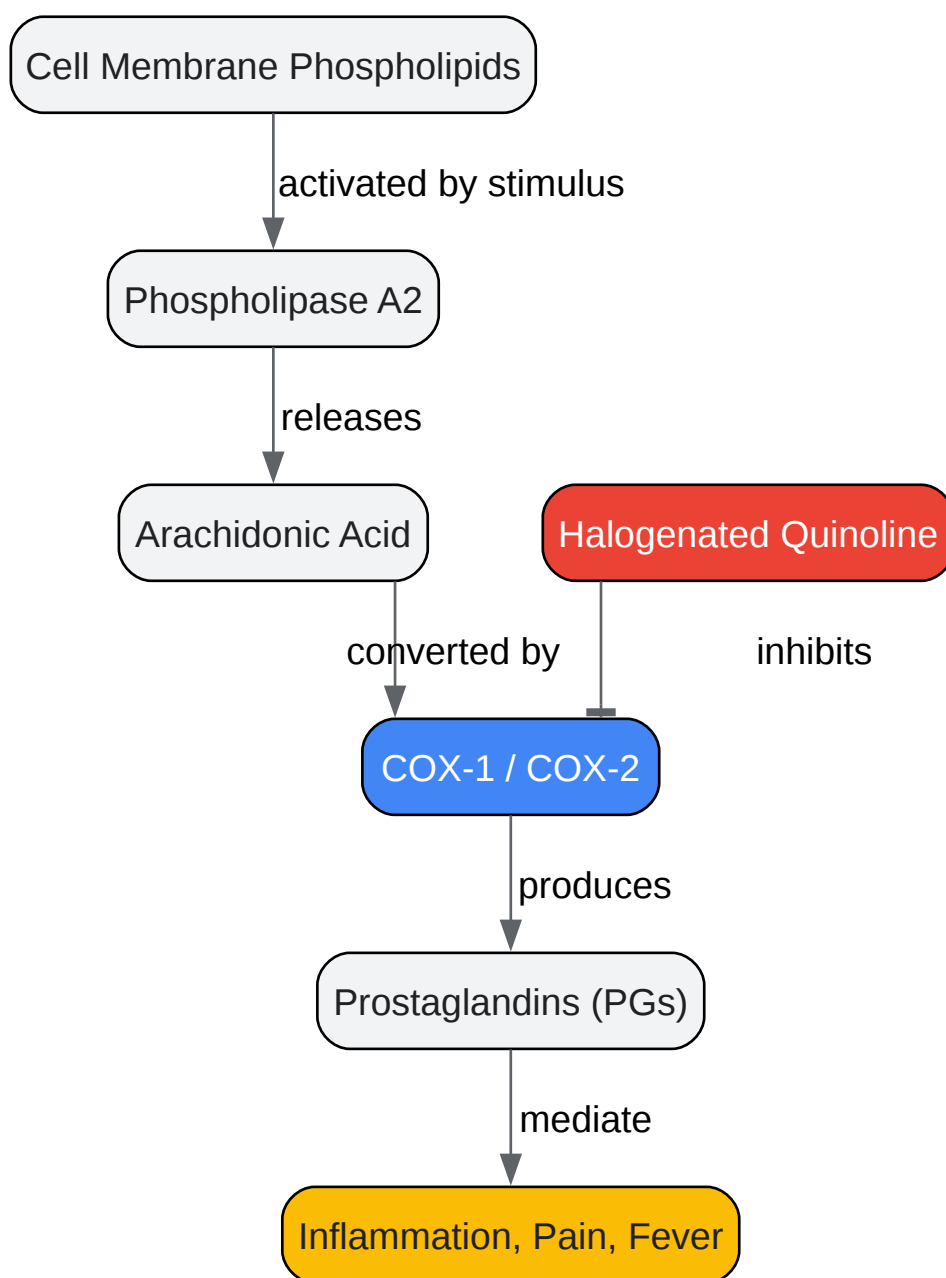 Cell Membrane Phospholipids
activated by stimulus
Phospholipase A2
releases
Arachidonic Acid
Halogenated Quinoline
converted by
inhibits
COX-1 / COX-2
produces
Prostaglandins (PGs)
mediate
Inflammation, Pain, Fever